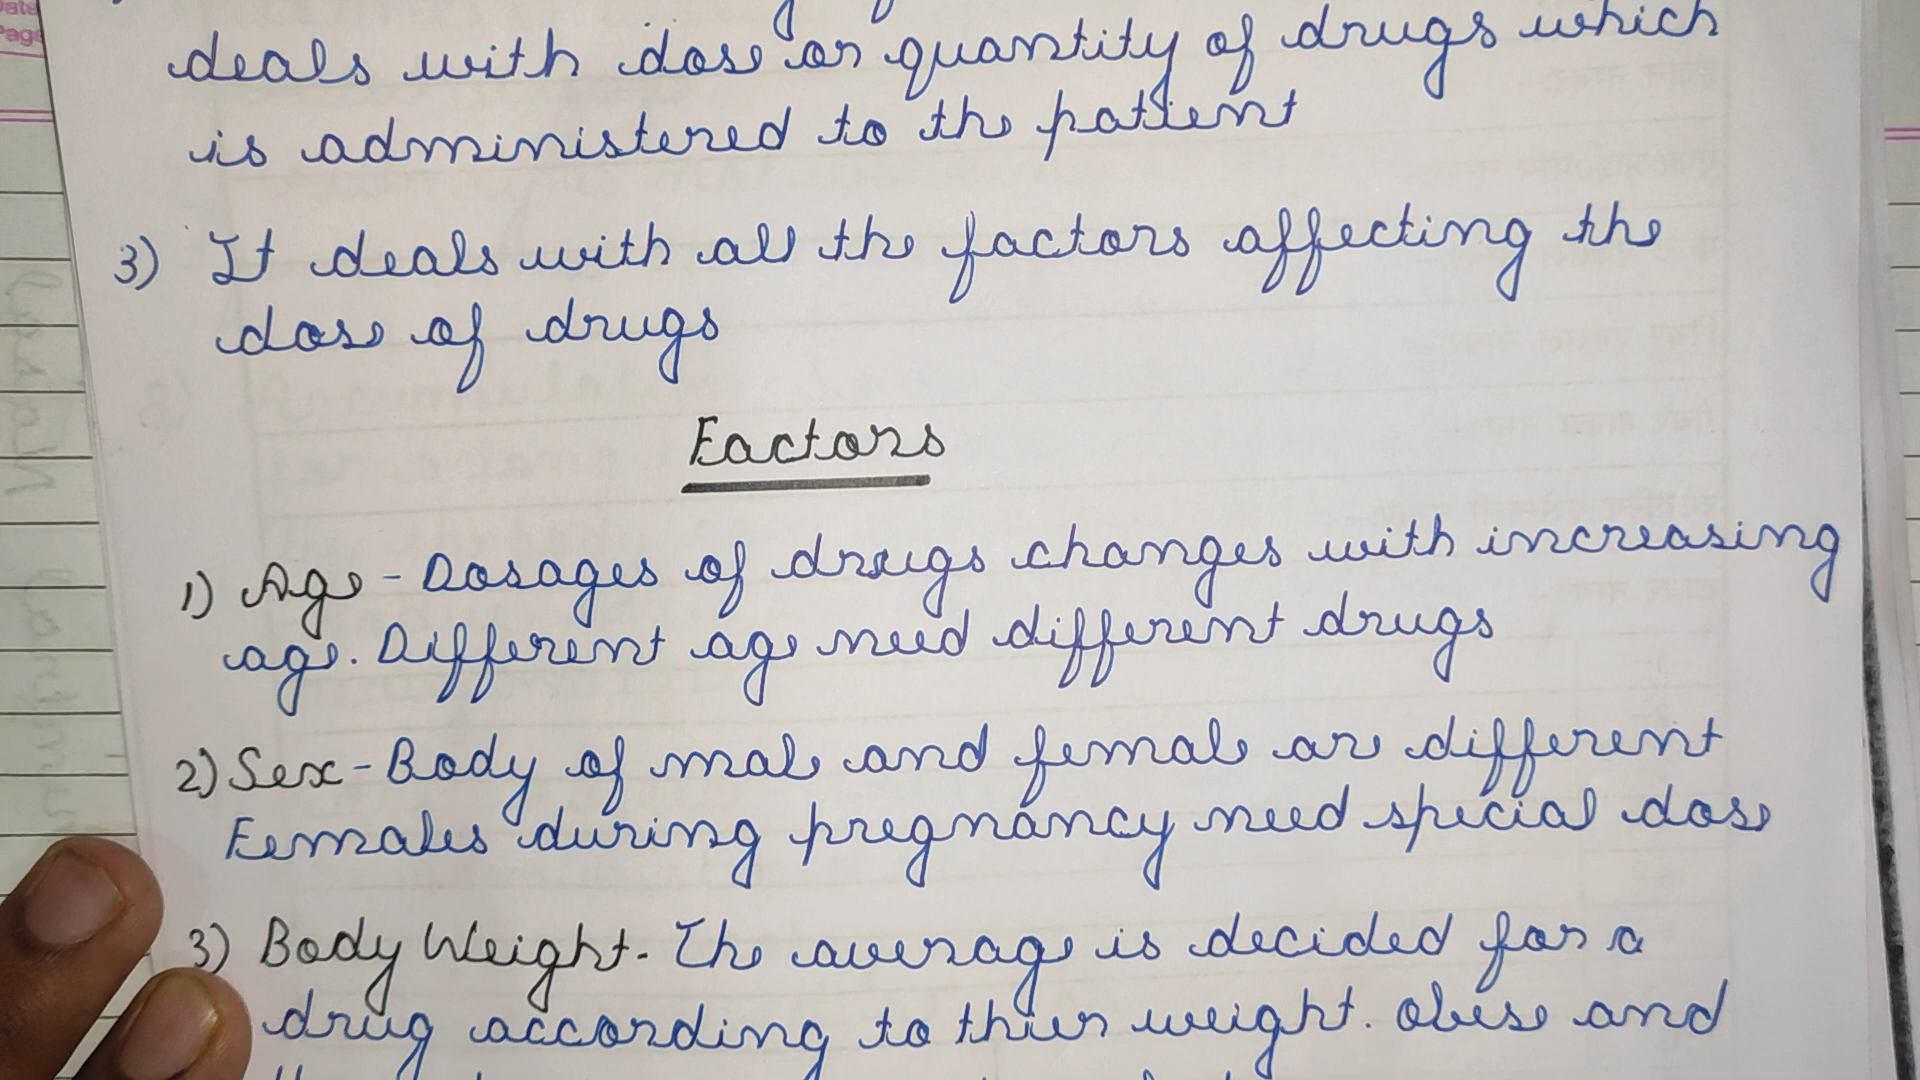 deals with dose or quantity of drugs which
is administered to the patient
3) It deals with all the factors affecting the
dose of drugs
Factors
1) Age - Dosages of drugs changes with increasing
age. Different age need different drugs
2) Sex - Body of male and female are different
Females during pregnancy need special dose
3) Body Weight - The average is decided for a
drug according to thier weight. obese and